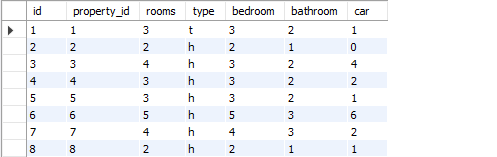 id property_id rooms type bedroom bathroom car
1 1 3 t 3 2 1
2 2 2 h 2 1 0
3 3 4 h 3 2 4
4 4 3 h 3 2 2
5 5 3 h 3 2 1
6 6 5 h 5 3 6
7 7 4 h 4 3 2
8 8 2 h 2 1 1